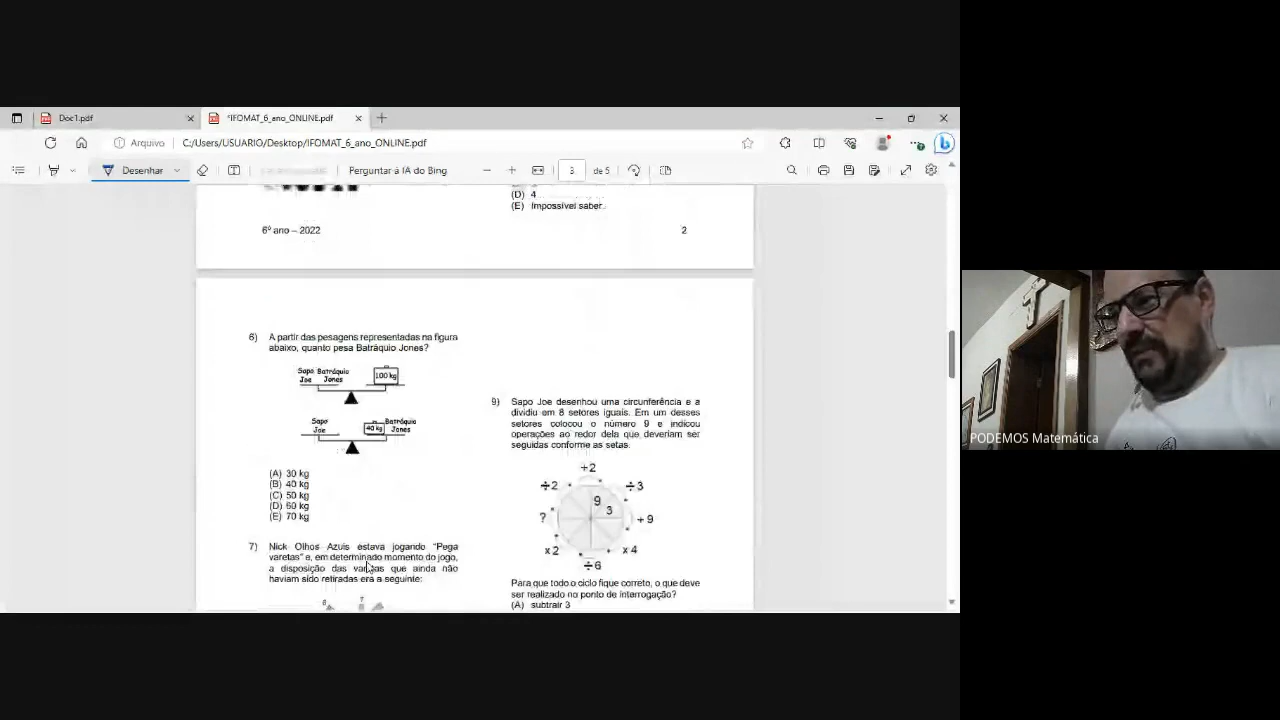 Doc1.pdf
*IFOMAT_6_ano_ONLINE.pdf
Arquivo
C:/Users/USUARIO/Desktop/IFOMAT_6_ano_ONLINE.pdf
Desenhar
Perguntar à IA do Bing
3
de 5
(D) 4
(E) Impossível saber.
6º ano – 2022
2
6) A partir das pesagens representadas na figura
abaixo, quanto pesa Batráquio Jones?
Sapo Batráquio
Joe Jones
100 kg
Sapo
Joe
40 kg
Batráquio
Jones
(A) 30 kg
(B) 40 kg
(C) 50 kg
(D) 60 kg
(E) 70 kg
7) Nick Olhos Azuis estava jogando "Pega
varetas" e, em determinado momento do jogo,
a disposição das varetas que ainda não
haviam sido retiradas era a seguinte:
9) Sapo Joe desenhou uma circunferência e a
dividiu em 8 setores iguais. Em um desses
setores colocou o número 9 e indicou
operações ao redor dela que deveriam ser
seguidas conforme as setas.
+2
÷2
÷3
9
3
?
+ 9
x 2
x 4
÷6
Para que todo o ciclo fique correto, o que deve
ser realizado no ponto de interrogação?
(A) subtrair 3
PODEMOS Matemática